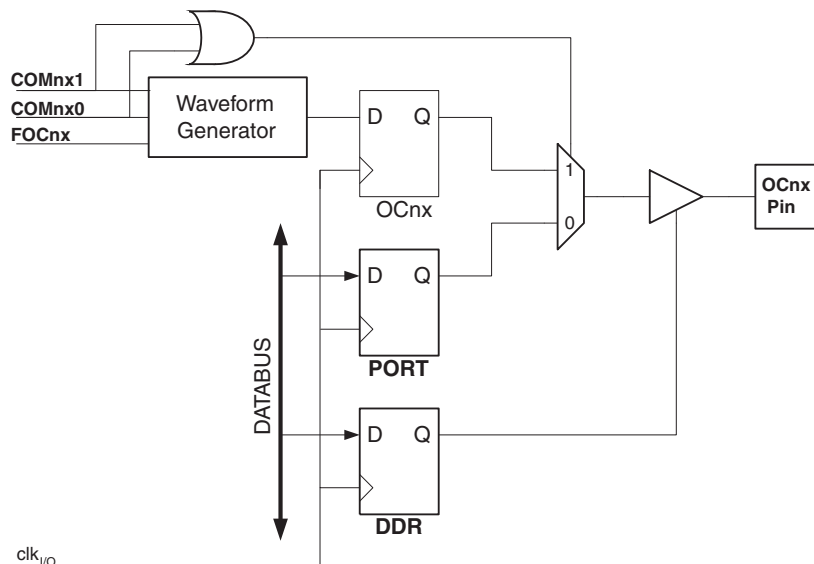 COMnx1
COMnx0
FOCnx
Waveform
Generator
D Q
OCnx
1
0
OCnx
Pin
D Q
PORT
DATABUS
D Q
DDR
clkI/O